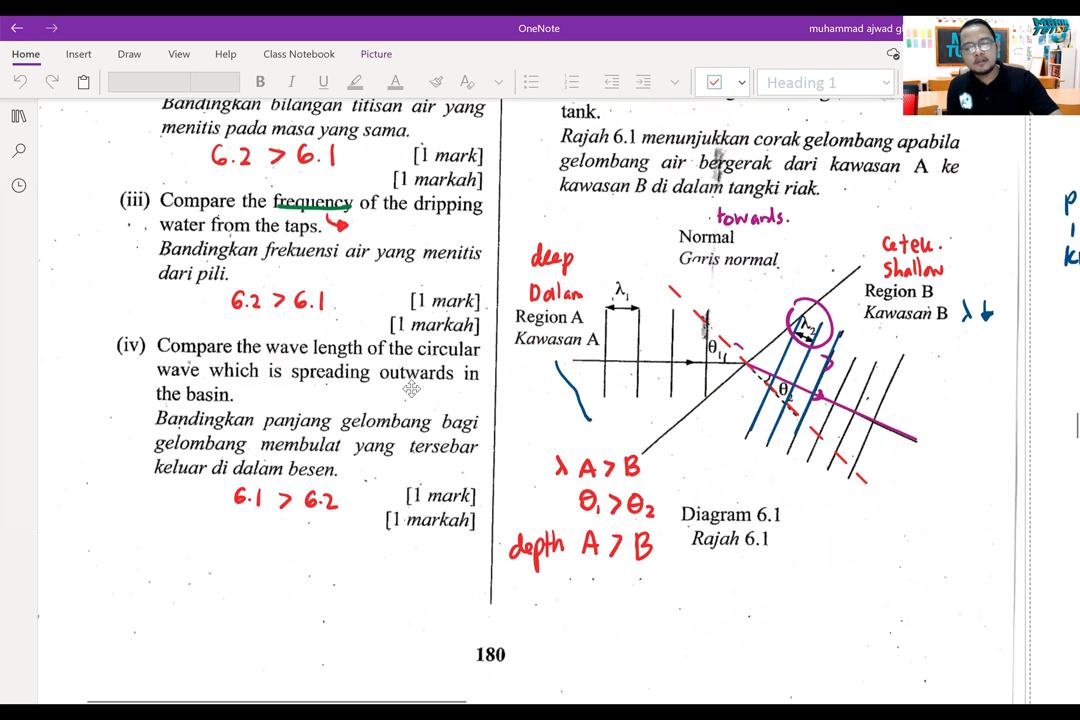 OneNote
muhammad ajwad
Home
Insert
Draw
View
Help
Class Notebook
Picture
Heading 1
Bandingkan bilangan titisan air yang
menitis pada masa yang sama.
6.2 > 6.1
[1 mark]
[1 markah]
(iii) Compare the frequency of the dripping
water from the taps.
Bandingkan frekuensi air yang menitis
dari pili.
6.2 > 6.1
[1 mark]
[1 markah]
(iv) Compare the wave length of the circular
wave which is spreading outwards in
the basin.
Bandingkan panjang gelombang bagi
gelombang membulat yang tersebar
keluar di dalam besen.
6.1 > 6.2
[1 mark]
[1 markah]
tank.
Rajah 6.1 menunjukkan corak gelombang apabila
gelombang air bergerak dari kawasan A ke
kawasan B di dalam tangki riak.
towards.
Normal
Garis normal
deep
Dalam
Region A
Kawasan A
λ₁
θ₁
λ₂
θ₂
Cetek.
Shallow
Region B
Kawasan B λ ↓
λ A > B
θ₁ > θ₂
depth A > B
Diagram 6.1
Rajah 6.1
180